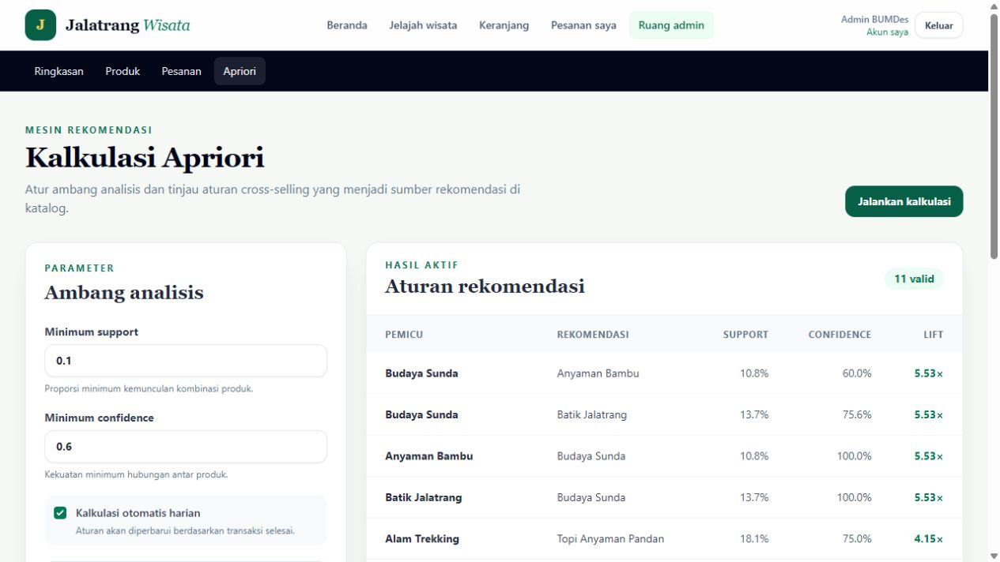 J
Jalatrang Wisata
Beranda
Jelajah wisata
Keranjang
Pesanan saya
Ruang admin
Admin BUMDes
Akun saya
Keluar
Ringkasan
Produk
Pesanan
Apriori
MESIN REKOMENDASI
Kalkulasi Apriori
Atur ambang analisis dan tinjau aturan cross-selling yang menjadi sumber rekomendasi di
katalog.
Jalankan kalkulasi
PARAMETER
Ambang analisis
Minimum support
0.1
Proporsi minimum kemunculan kombinasi produk.
Minimum confidence
0.6
Kekuatan minimum hubungan antar produk.
Kalkulasi otomatis harian
Aturan akan diperbarui berdasarkan transaksi selesai.
HASIL AKTIF
Aturan rekomendasi
11 valid
PEMICU REKOMENDASI SUPPORT CONFIDENCE LIFT
Budaya Sunda Anyaman Bambu 10.8% 60.0% 5.53×
Budaya Sunda Batik Jalatrang 13.7% 75.6% 5.53×
Anyaman Bambu Budaya Sunda 10.8% 100.0% 5.53×
Batik Jalatrang Budaya Sunda 13.7% 100.0% 5.53×
Alam Trekking Topi Anyaman Pandan 18.1% 75.0% 4.15×